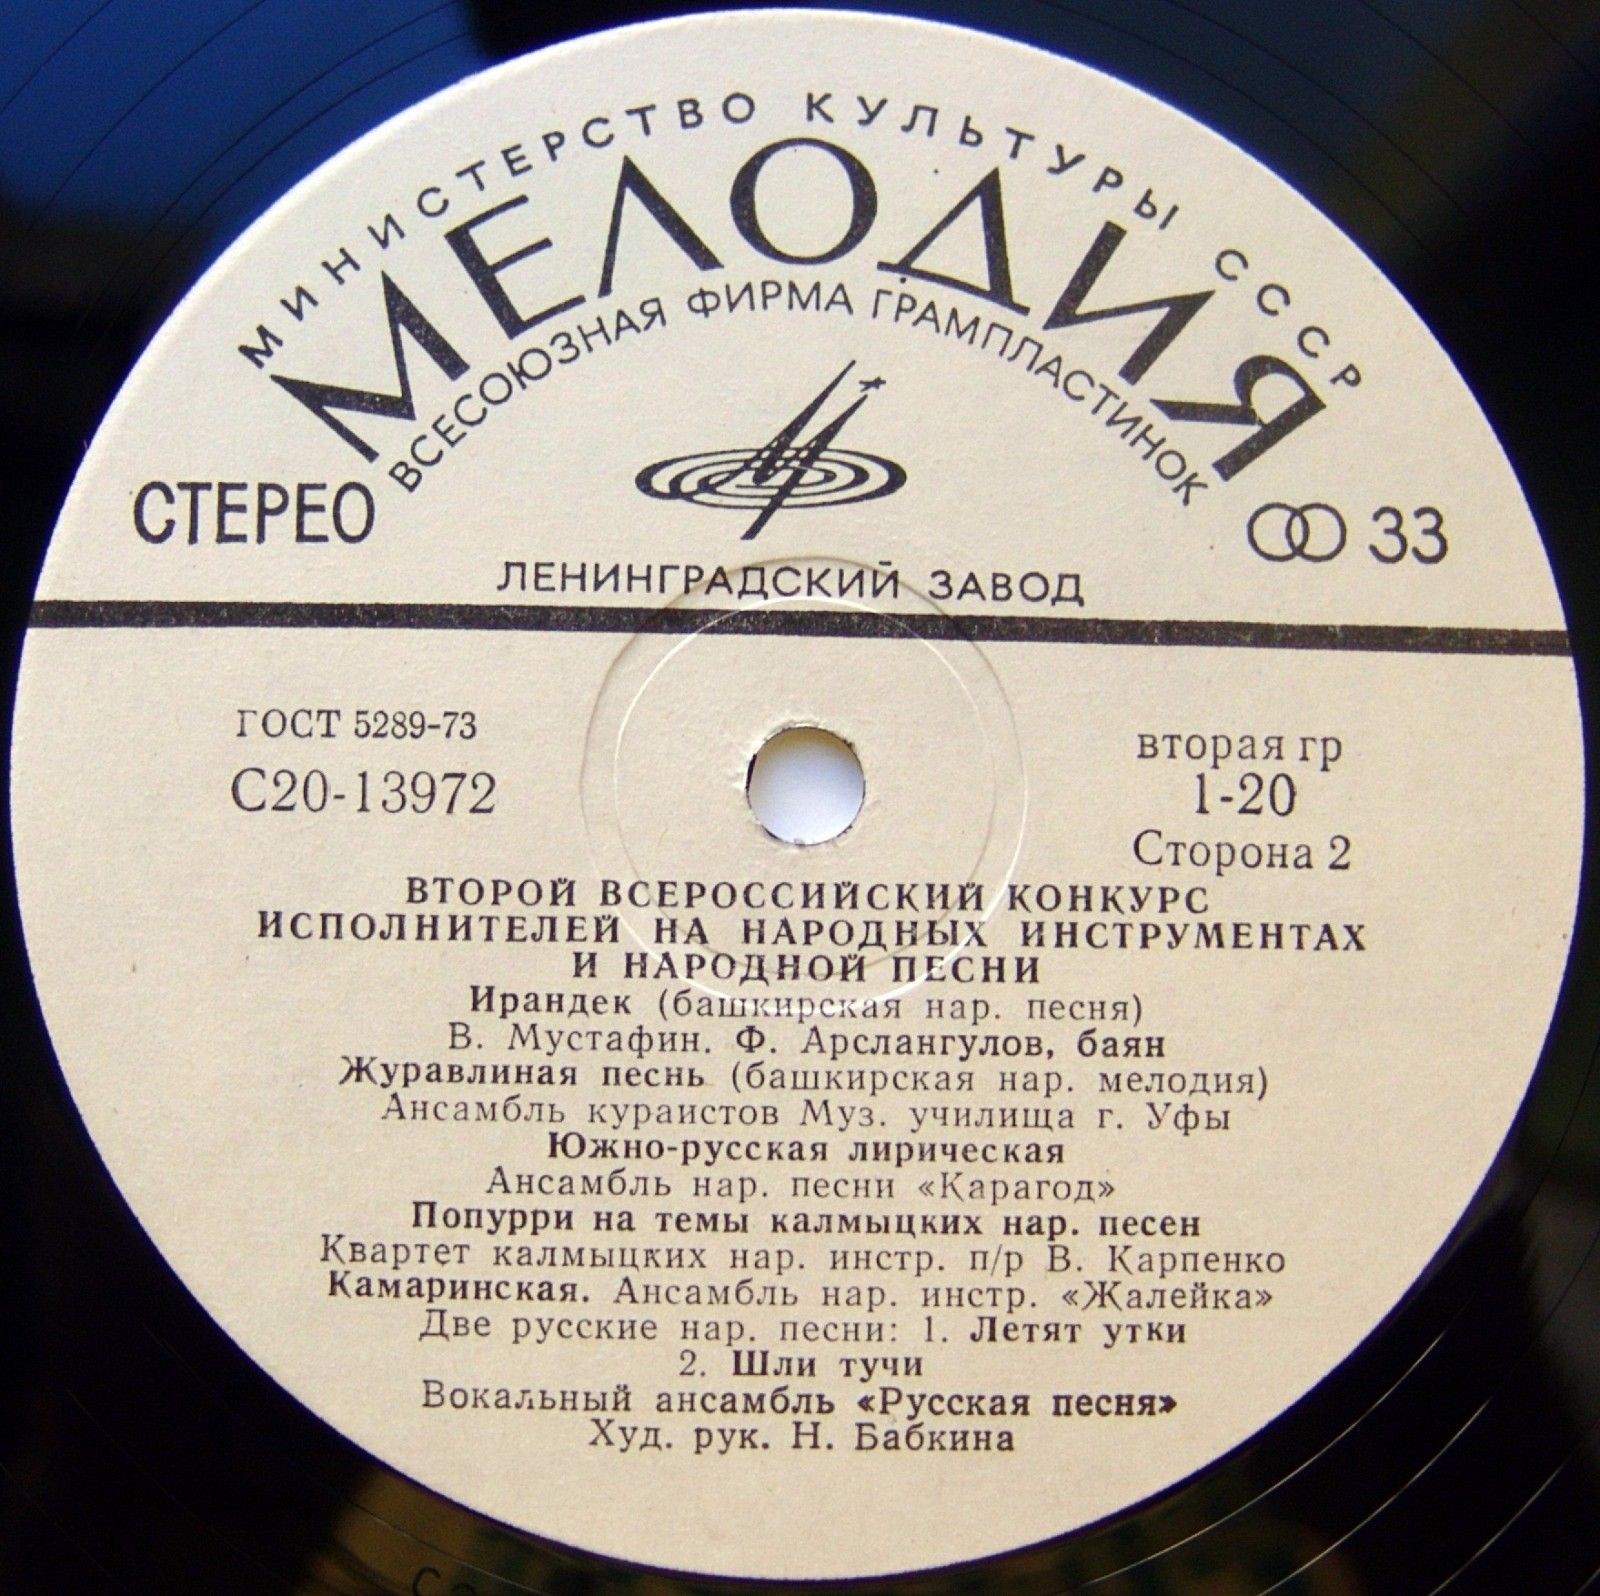 МИНИСТЕРСТВО КУЛЬТУРЫ СССР
МЕЛОДИЯ
ВСЕСОЮЗНАЯ ФИРМА ГРАМПЛАСТИНОК
СТЕРЕО
33
ЛЕНИНГРАДСКИЙ ЗАВОД
ГОСТ 5289-73
С20-13972
вторая гр
1-20
Сторона 2
ВТОРОЙ ВСЕРОССИЙСКИЙ КОНКУРС
ИСПОЛНИТЕЛЕЙ НА НАРОДНЫХ ИНСТРУМЕНТАХ
И НАРОДНОЙ ПЕСНИ
Ирандек (башкирская нар. песня)
В. Мустафин. Ф. Арслангулов, баян
Журавлиная песнь (башкирская нар. мелодия)
Ансамбль кураистов Муз. училища г. Уфы
Южно-русская лирическая
Ансамбль нар. песни «Карагод»
Попурри на темы калмыцких нар. песен
Квартет калмыцких нар. инстр. п/р В. Карпенко
Камаринская. Ансамбль нар. инстр. «Жалейка»
Две русские нар. песни: 1. Летят утки
2. Шли тучи
Вокальный ансамбль «Русская песня»
Худ. рук. Н. Бабкина